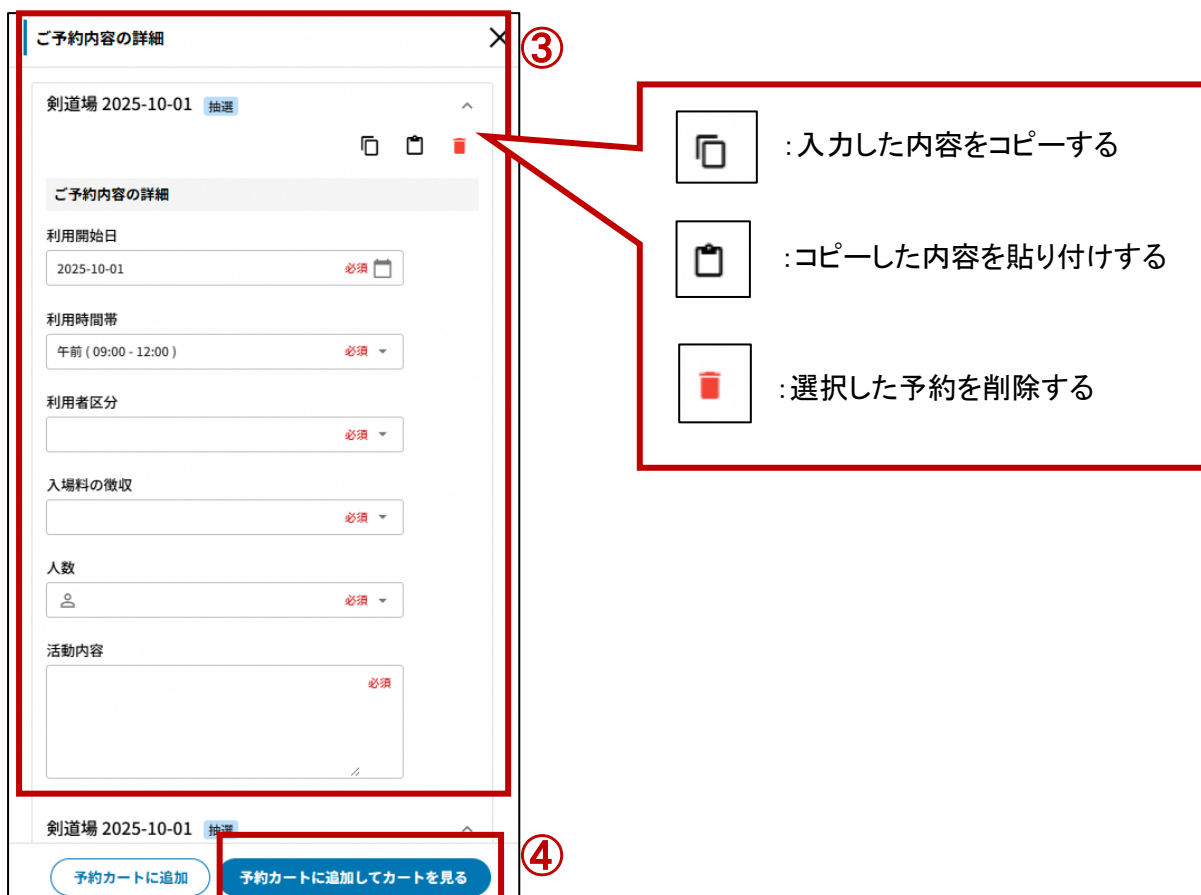 ご予約内容の詳細
③
剣道場 2025-10-01 抽選
ご予約内容の詳細
利用開始日
2025-10-01 必須
利用時間帯
午前 ( 09:00 - 12:00 ) 必須
利用者区分
必須
入場料の徴収
必須
人数
必須
活動内容
必須
剣道場 2025-10-01 抽選
④
予約カートに追加 予約カートに追加してカートを見る
:入力した内容をコピーする
:コピーした内容を貼り付けする
:選択した予約を削除する